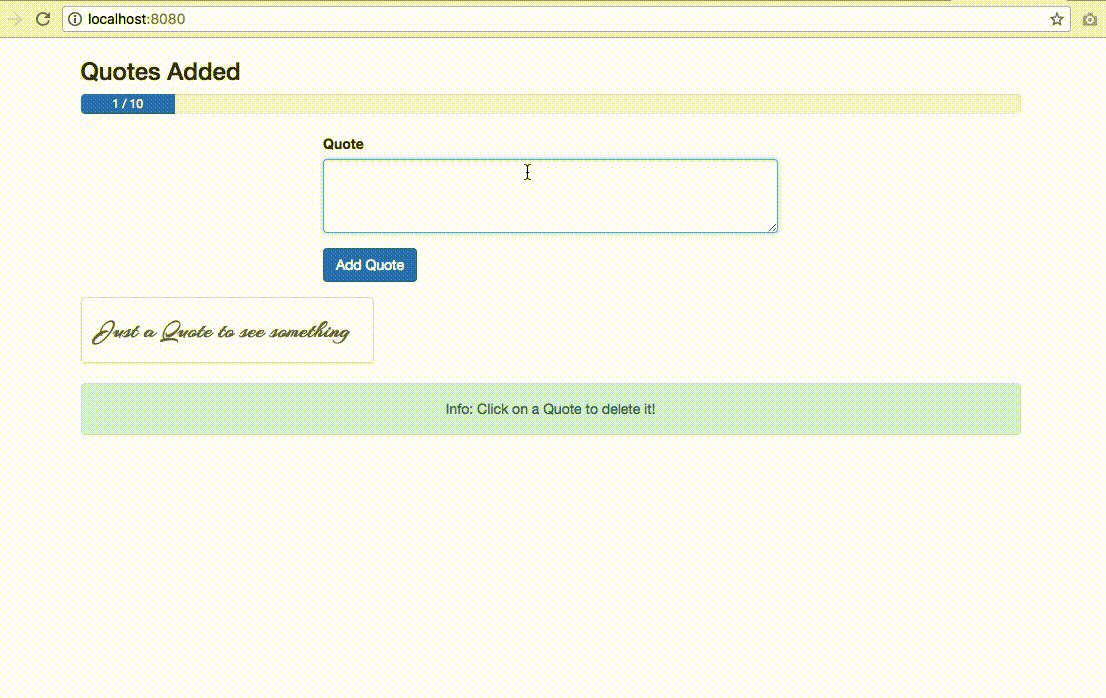 localhost:8080
Quotes Added
1 / 10
Quote
Add Quote
Just a Quote to see something
Info: Click on a Quote to delete it!